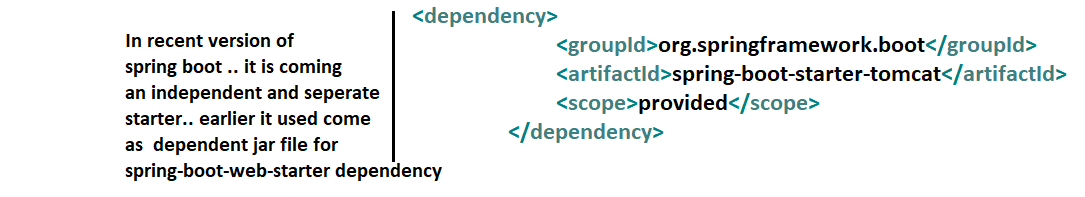 In recent version of
spring boot .. it is coming
an independent and seperate
starter.. earlier it used come
as dependent jar file for
spring-boot-web-starter dependency
<dependency>
<groupId>org.springframework.boot</groupId>
<artifactId>spring-boot-starter-tomcat</artifactId>
<scope>provided</scope>
</dependency>